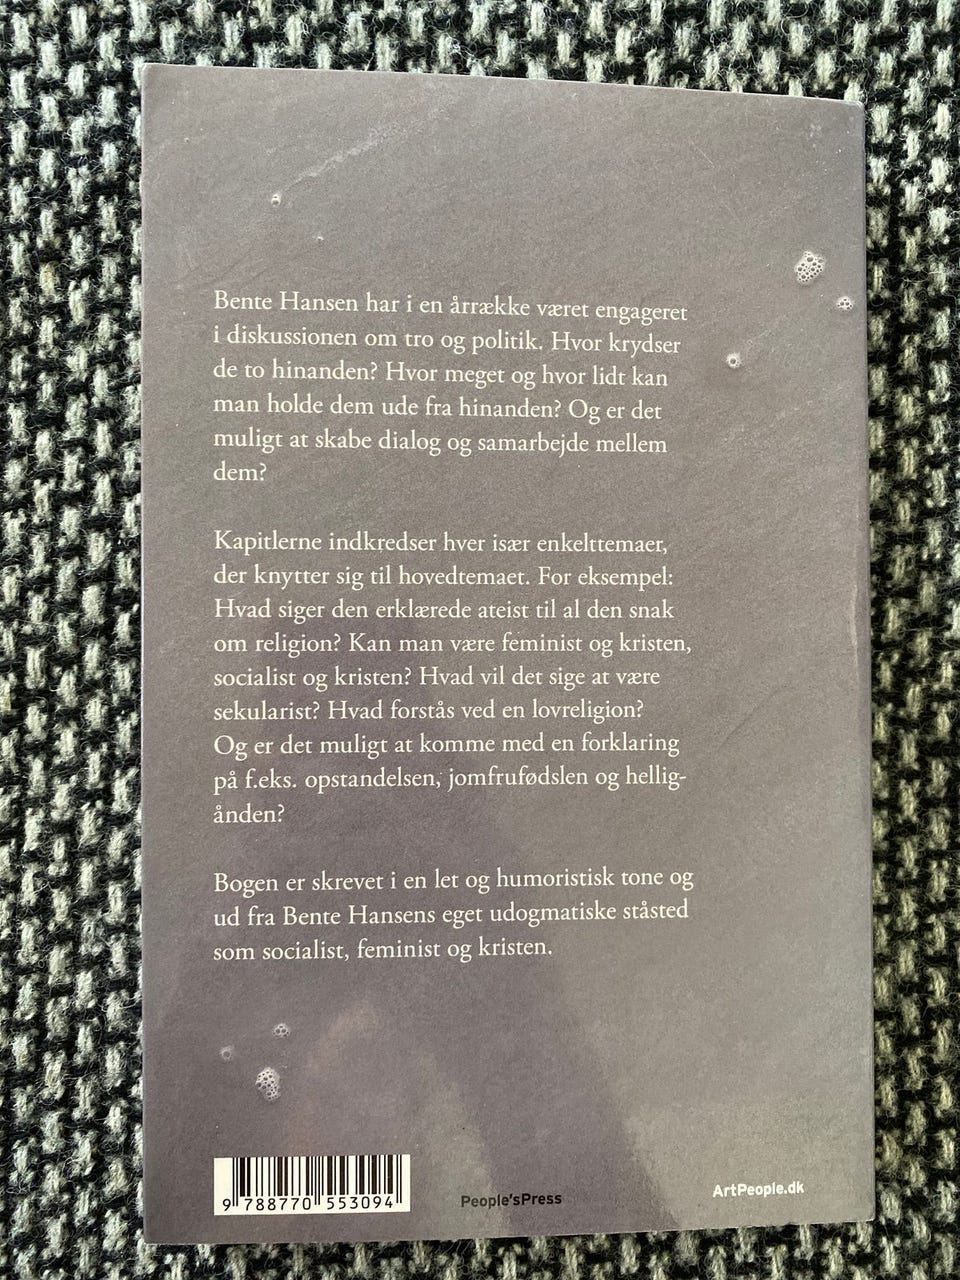 Bente Hansen har i en årrække været engageret
i diskussionen om tro og politik. Hvor krydser
de to hinanden? Hvor meget og hvor lidt kan
man holde dem ude fra hinanden? Og er det
muligt at skabe dialog og samarbejde mellem
dem?
Kapitlerne indkredser hver især enkelttemaer,
der knytter sig til hovedtemaet. For eksempel:
Hvad siger den erklærede ateist til al den snak
om religion? Kan man være feminist og kristen,
socialist og kristen? Hvad vil det sige at være
sekularist? Hvad forstås ved en lovreligion?
Og er det muligt at komme med en forklaring
på f.eks. opstandelsen, jomfrufødslen og hellig-
ånden?
Bogen er skrevet i en let og humoristisk tone og
ud fra Bente Hansens eget udogmatiske ståsted
som socialist, feminist og kristen.
9 788770 553094
People'sPress
ArtPeople.dk